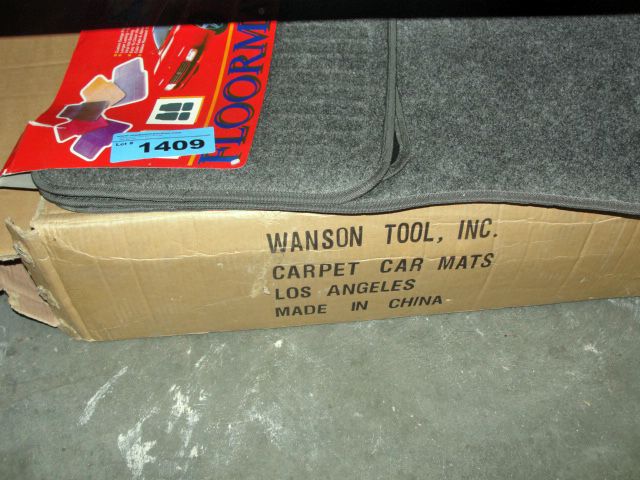 FLOORM
Lot # 1409
WANSON TOOL, INC.
CARPET CAR MATS
LOS ANGELES
MADE IN CHINA